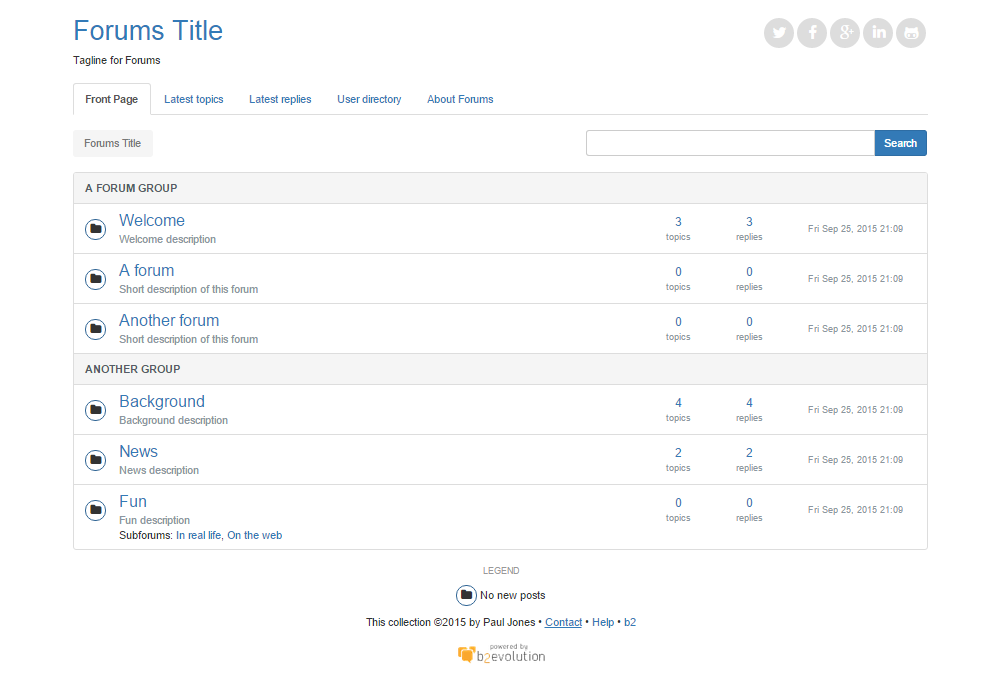 Forums Title
Tagline for Forums
Front Page Latest topics Latest replies User directory About Forums
Forums Title Search
A FORUM GROUP
Welcome 3 3 Fri Sep 25, 2015 21:09
Welcome description topics replies
A forum 0 0 Fri Sep 25, 2015 21:09
Short description of this forum topics replies
Another forum 0 0 Fri Sep 25, 2015 21:09
Short description of this forum topics replies
ANOTHER GROUP
Background 4 4 Fri Sep 25, 2015 21:09
Background description topics replies
News 2 2 Fri Sep 25, 2015 21:09
News description topics replies
Fun 0 0 Fri Sep 25, 2015 21:09
Fun description topics replies
Subforums: In real life, On the web
LEGEND
No new posts
This collection ©2015 by Paul Jones • Contact • Help • b2
powered by
b2evolution